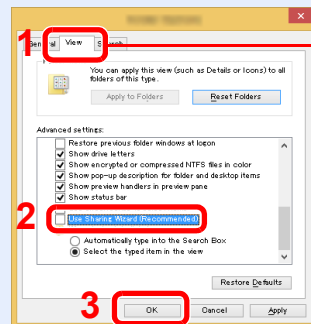 1
General View Search
You can apply this view (such as Details or Icons) to all
folders of this type.
Apply to Folders Reset Folders
Advanced settings:
Restore previous folder windows at logon
Show drive letters
Show encrypted or compressed NTFS files in color
Show pop-up description for folder and desktop items
Show preview handlers in preview pane
Show status bar
2
Use Sharing Wizard (Recommended)
Automatically type into the Search Box
Select the typed item in the view
Restore Defaults
3
OK Cancel Apply